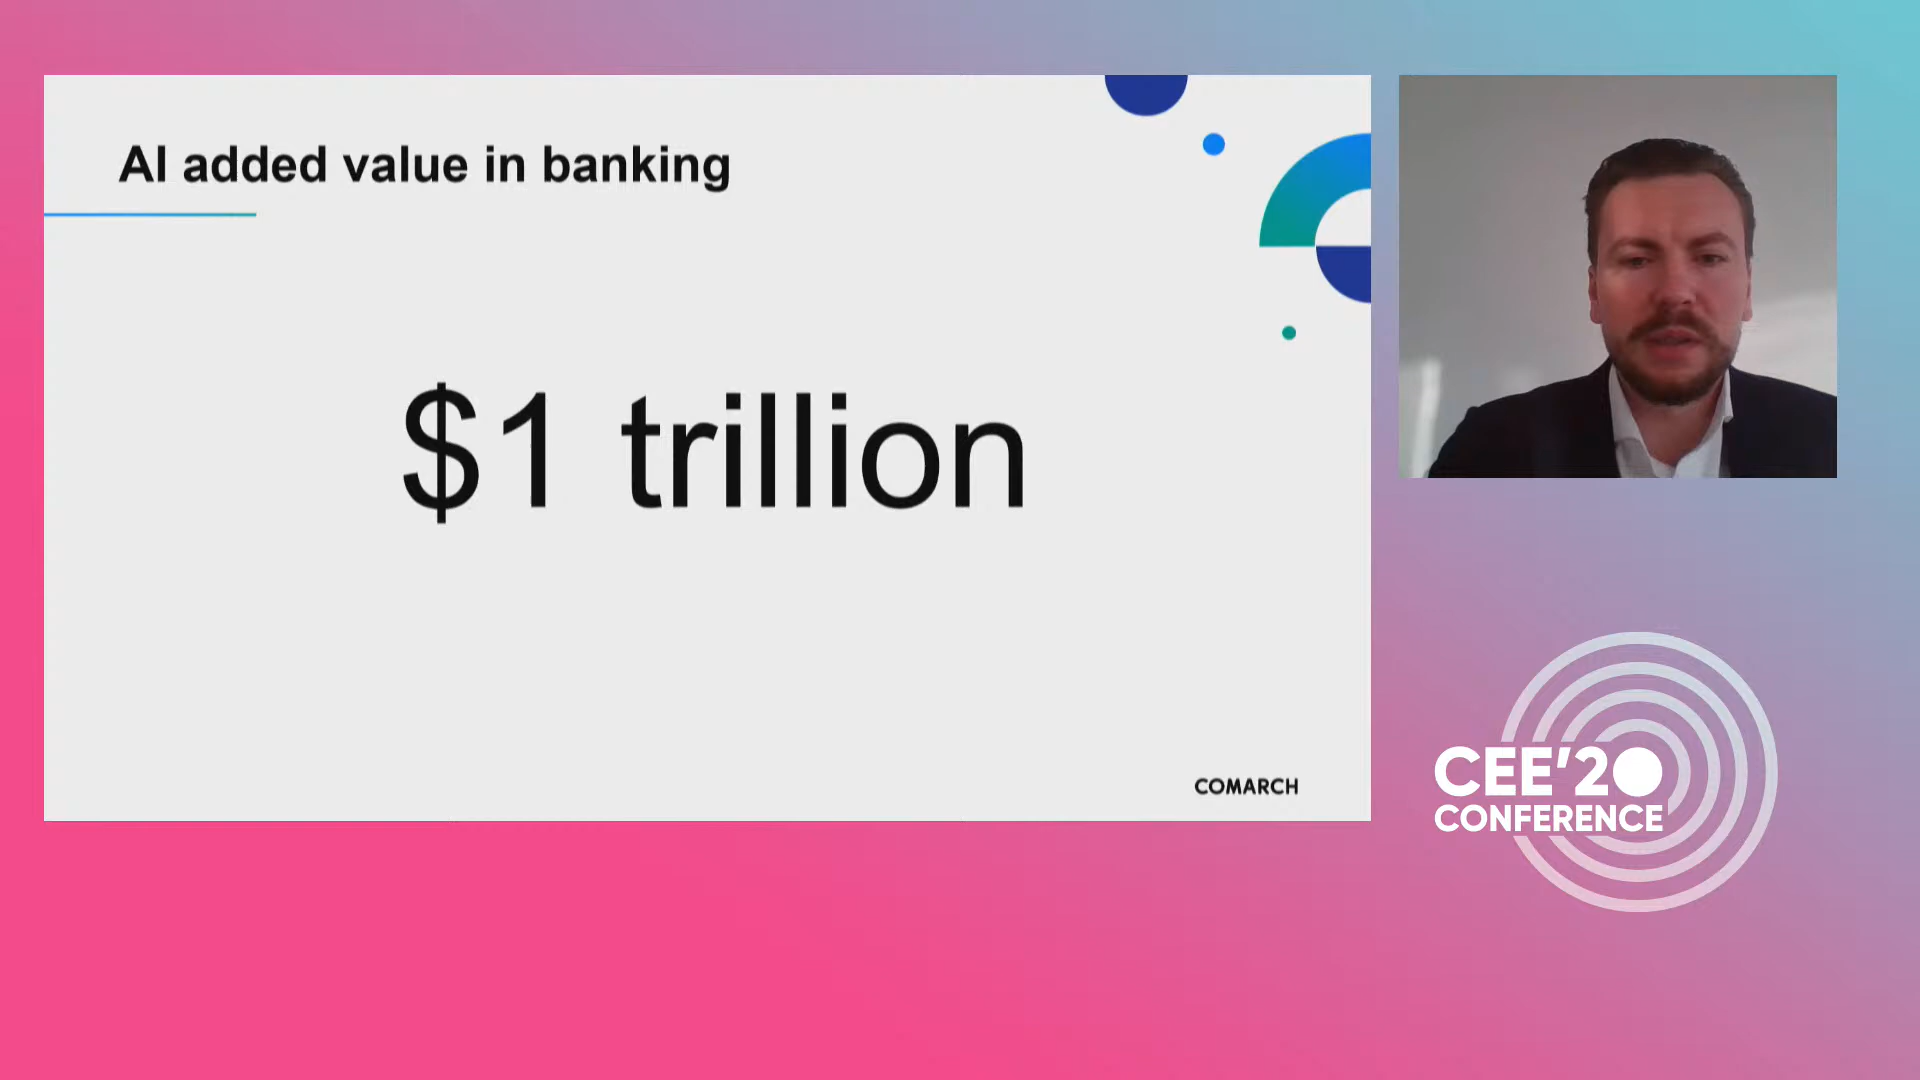 AI added value in banking
$1 trillion
COMARCH
CEE'20
CONFERENCE